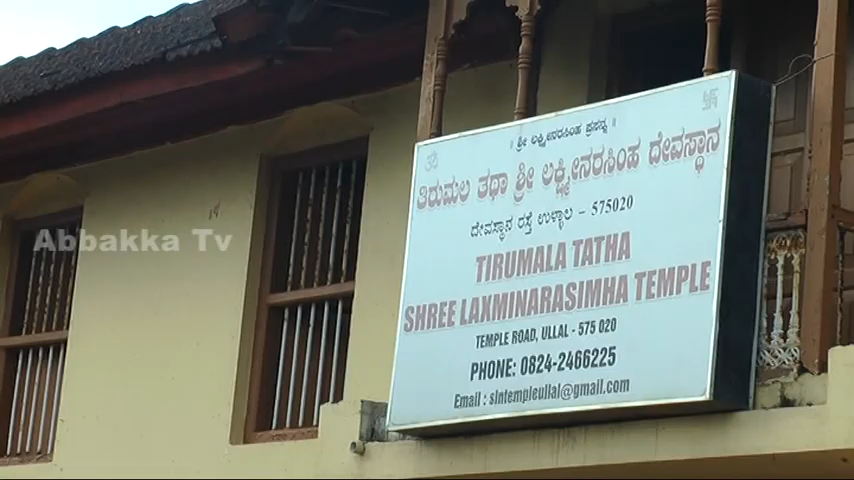 Abbakka Tv
॥ ಶ್ರೀ ಲಕ್ಷ್ಮೀನರಸಿಂಹ ಪ್ರಸನ್ನ ॥
ತಿರುಮಲ ತಥಾ ಶ್ರೀ ಲಕ್ಷ್ಮೀನರಸಿಂಹ ದೇವಸ್ಥಾನ
ದೇವಸ್ಥಾನ ರಸ್ತೆ ಉಳ್ಳಾಲ - 575020
TIRUMALA TATHA
SHREE LAXMINARASIMHA TEMPLE
TEMPLE ROAD, ULLAL - 575 020
PHONE: 0824-2466225
Email : sintempleullal@gmail.com